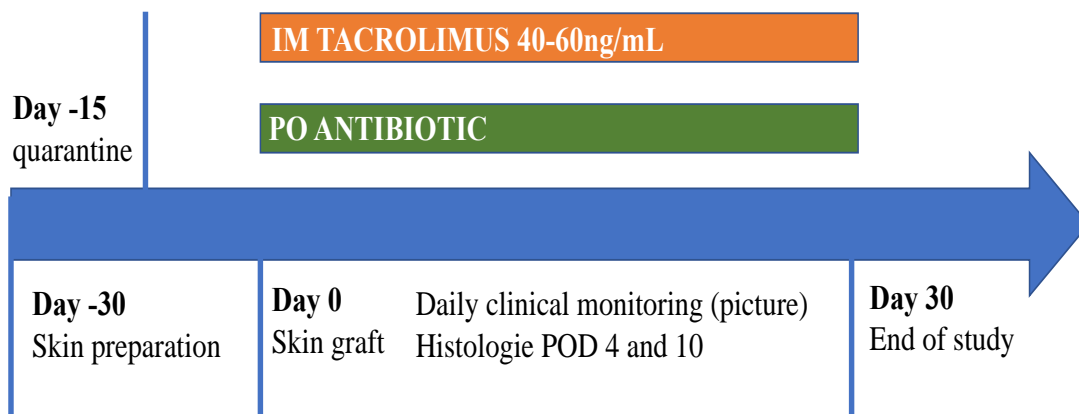 IM TACROLIMUS 40-60ng/mL
Day -15
quarantine
PO ANTIBIOTIC
Day -30
Skin preparation
Day 0
Skin graft
Daily clinical monitoring (picture)
Histologie POD 4 and 10
Day 30
End of study